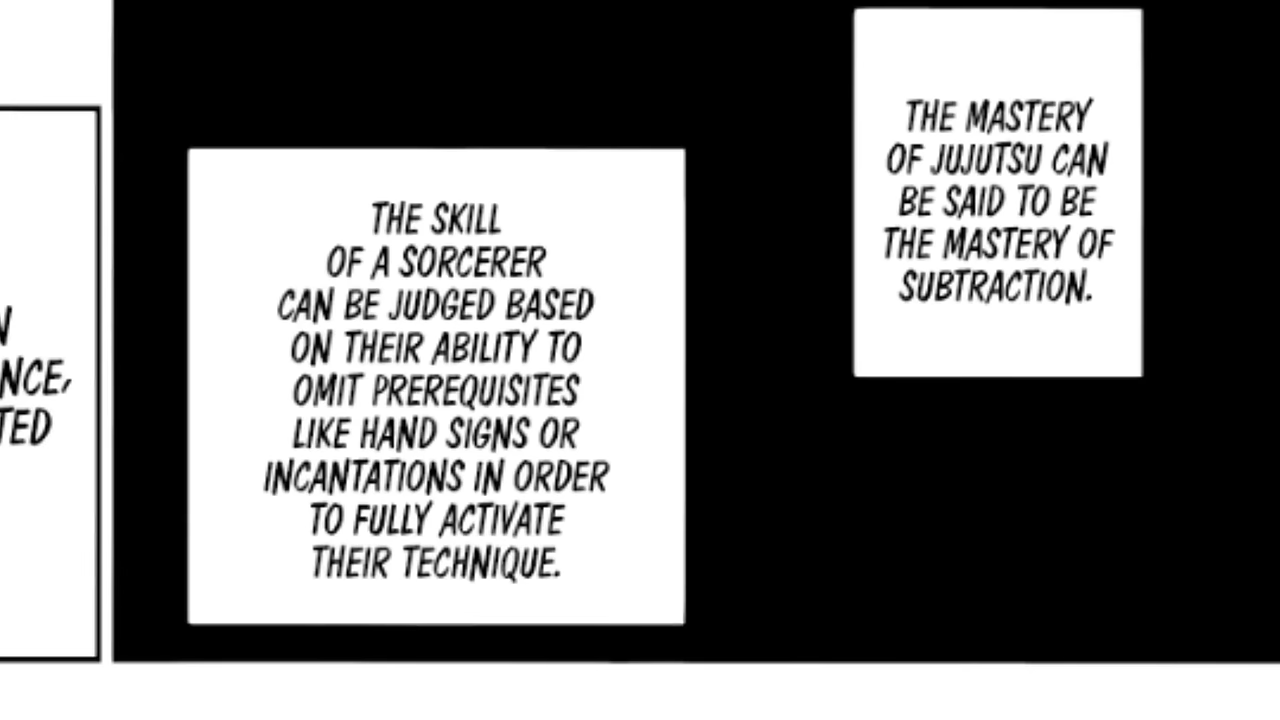 THE MASTERY
OF JUJUTSU CAN
BE SAID TO BE
THE MASTERY OF
SUBTRACTION.
THE SKILL
OF A SORCERER
CAN BE JUDGED BASED
ON THEIR ABILITY TO
OMIT PREREQUISITES
LIKE HAND SIGNS OR
INCANTATIONS IN ORDER
TO FULLY ACTIVATE
THEIR TECHNIQUE.